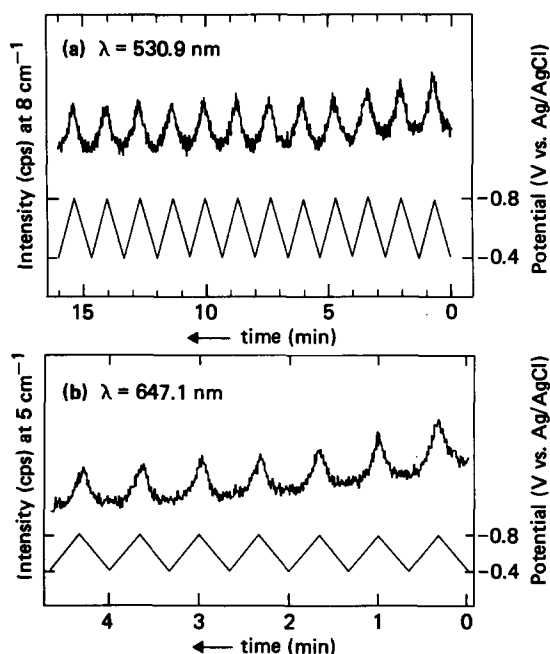 (a) λ = 530.9 nm
Intensity (cps) at 8 cm⁻¹
Potential (V vs. Ag/AgCl)
−0.8
−0.4
15 10 5 0
← time (min)
(b) λ = 647.1 nm
Intensity (cps) at 5 cm⁻¹
Potential (V vs. Ag/AgCl)
−0.8
−0.4
4 3 2 1 0
← time (min)